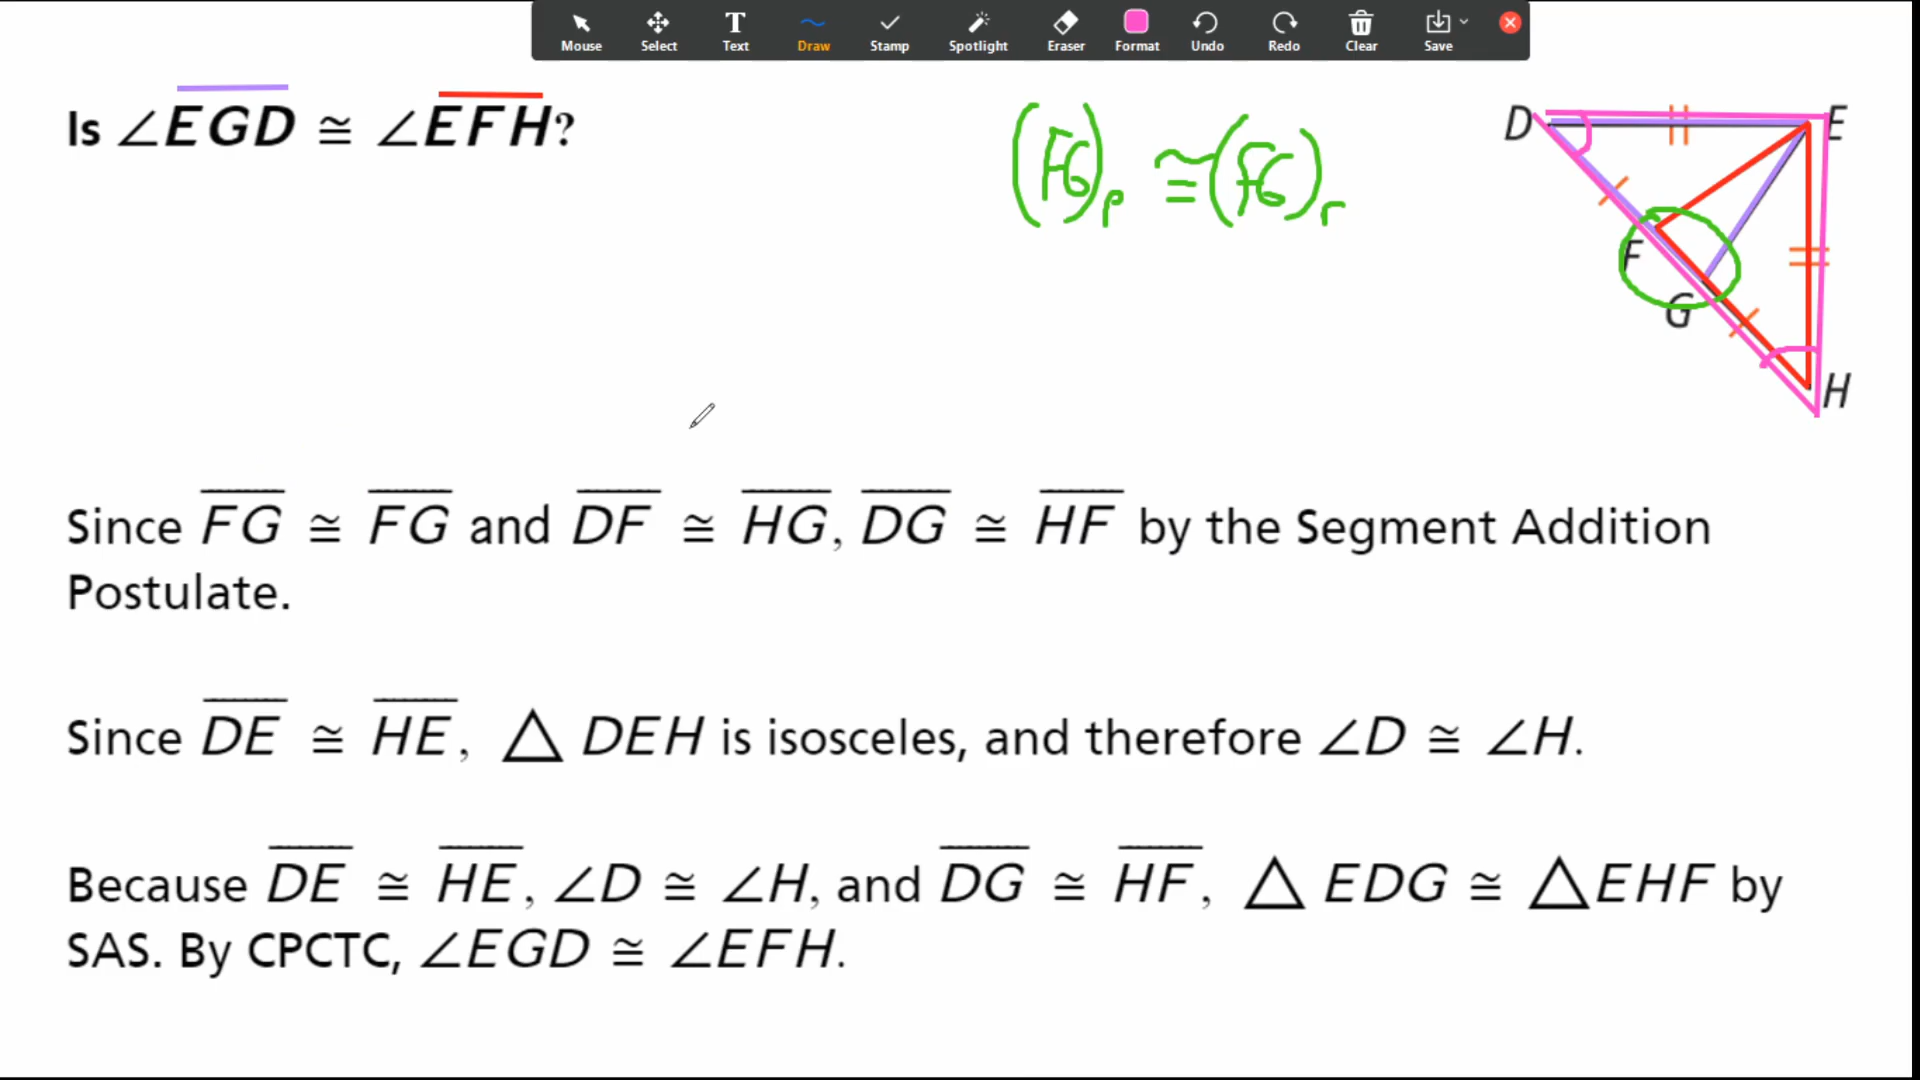 Mouse Select Text Draw Stamp Spotlight Eraser Format Undo Redo Clear Save
Is ∠EGD ≅ ∠EFH?
(FG)p ≅ (FG)r
D
E
F
G
H
Since FG ≅ FG and DF ≅ HG, DG ≅ HF by the Segment Addition
Postulate.
Since DE ≅ HE, △ DEH is isosceles, and therefore ∠D ≅ ∠H.
Because DE ≅ HE, ∠D ≅ ∠H, and DG ≅ HF, △ EDG ≅ △EHF by
SAS. By CPCTC, ∠EGD ≅ ∠EFH.